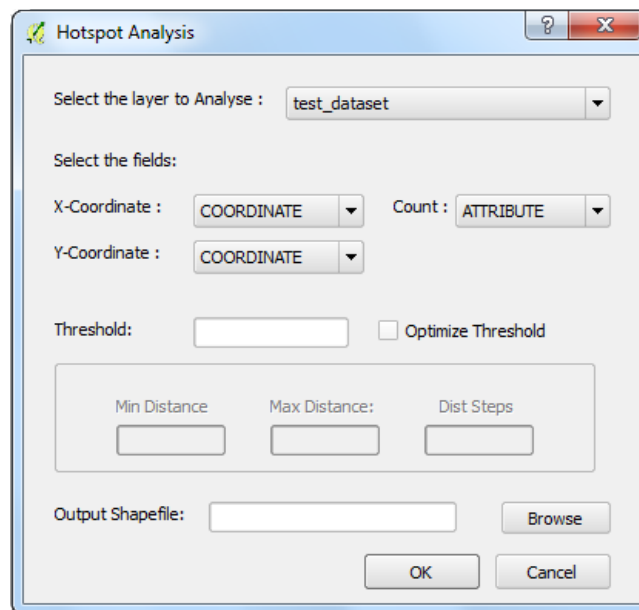 Hotspot Analysis
Select the layer to Analyse : test_dataset
Select the fields:
X-Coordinate : COORDINATE Count : ATTRIBUTE
Y-Coordinate : COORDINATE
Threshold: Optimize Threshold
Min Distance Max Distance: Dist Steps
Output Shapefile: Browse
OK Cancel